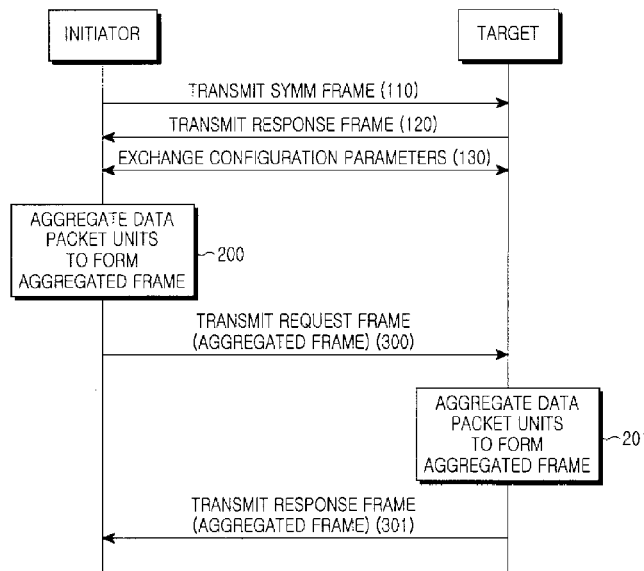 INITIATOR
TARGET
TRANSMIT SYMM FRAME (110)
TRANSMIT RESPONSE FRAME (120)
EXCHANGE CONFIGURATION PARAMETERS (130)
AGGREGATE DATA
PACKET UNITS
TO FORM
AGGREGATED FRAME
200
TRANSMIT REQUEST FRAME
(AGGREGATED FRAME) (300)
AGGREGATE DATA
PACKET UNITS
TO FORM
AGGREGATED FRAME
20
TRANSMIT RESPONSE FRAME
(AGGREGATED FRAME) (301)